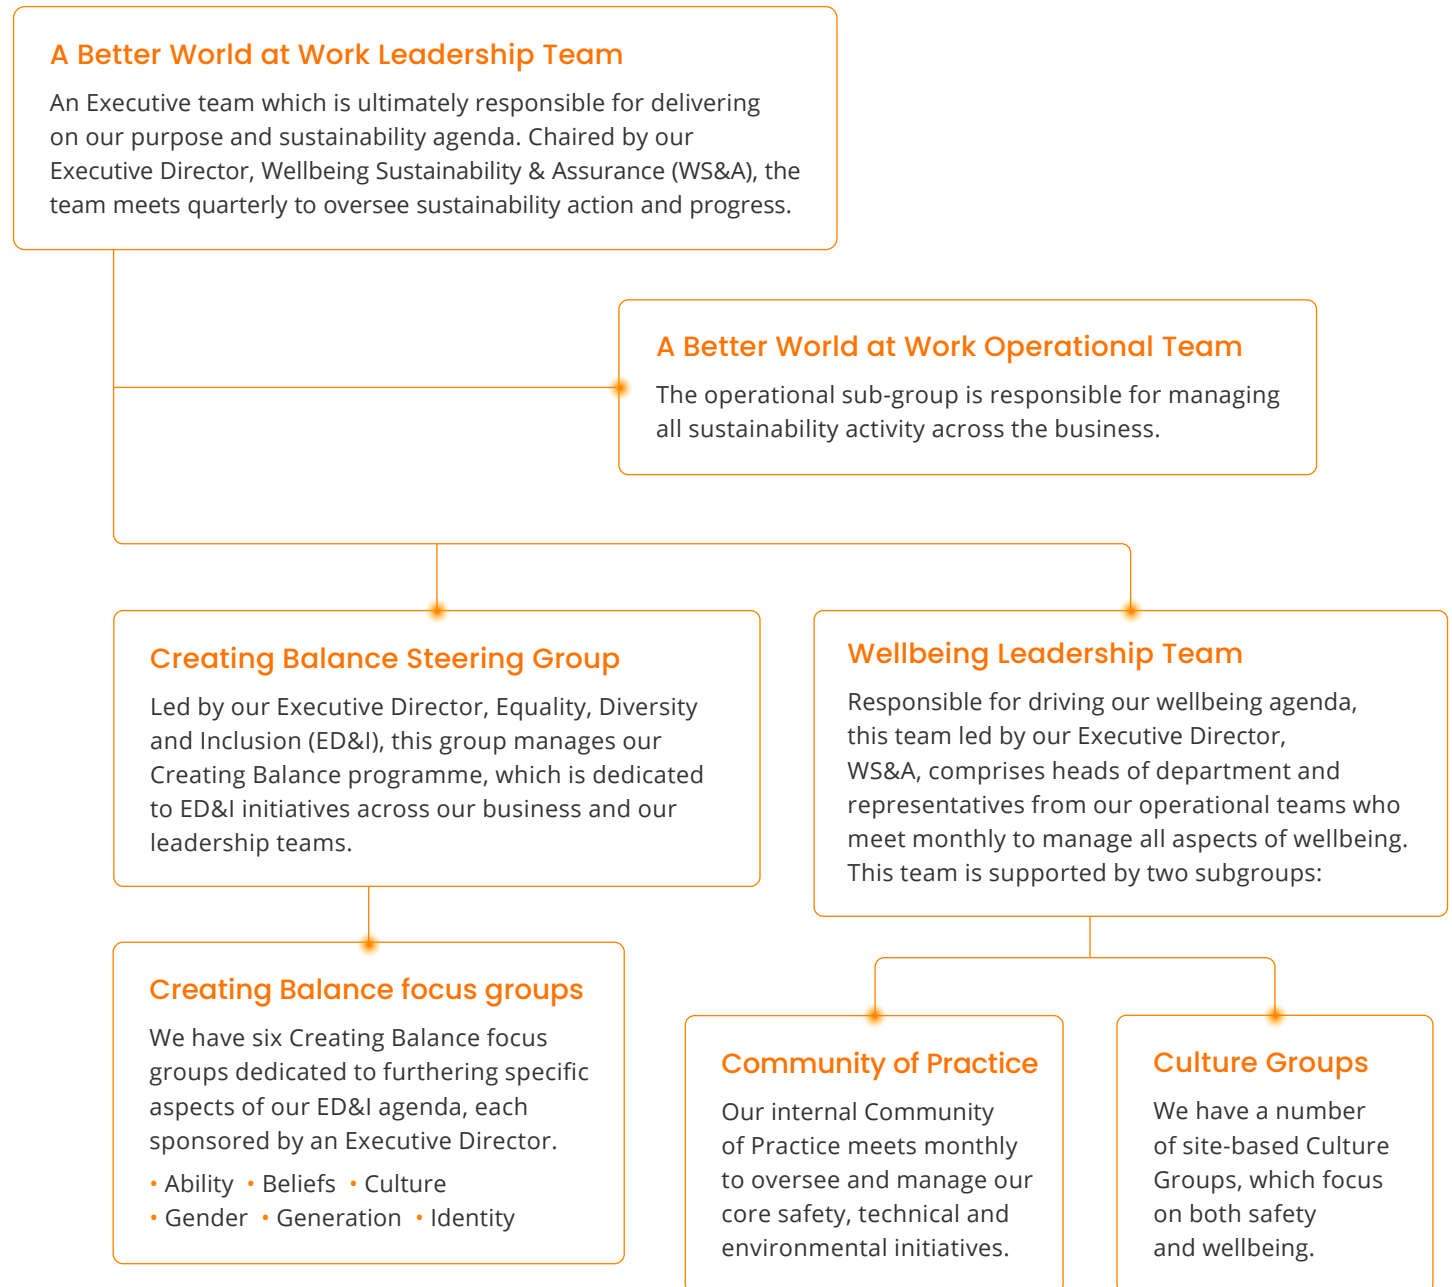 A Better World at Work Leadership Team
An Executive team which is ultimately responsible for delivering
on our purpose and sustainability agenda. Chaired by our
Executive Director, Wellbeing Sustainability & Assurance (WS&A), the
team meets quarterly to oversee sustainability action and progress.
A Better World at Work Operational Team
The operational sub-group is responsible for managing
all sustainability activity across the business.
Creating Balance Steering Group
Led by our Executive Director, Equality, Diversity
and Inclusion (ED&I), this group manages our
Creating Balance programme, which is dedicated
to ED&I initiatives across our business and our
leadership teams.
Wellbeing Leadership Team
Responsible for driving our wellbeing agenda,
this team led by our Executive Director,
WS&A, comprises heads of department and
representatives from our operational teams who
meet monthly to manage all aspects of wellbeing.
This team is supported by two subgroups:
Creating Balance focus groups
We have six Creating Balance focus
groups dedicated to furthering specific
aspects of our ED&I agenda, each
sponsored by an Executive Director.
• Ability • Beliefs • Culture
• Gender • Generation • Identity
Community of Practice
Our internal Community
of Practice meets monthly
to oversee and manage our
core safety, technical and
environmental initiatives.
Culture Groups
We have a number
of site-based Culture
Groups, which focus
on both safety
and wellbeing.